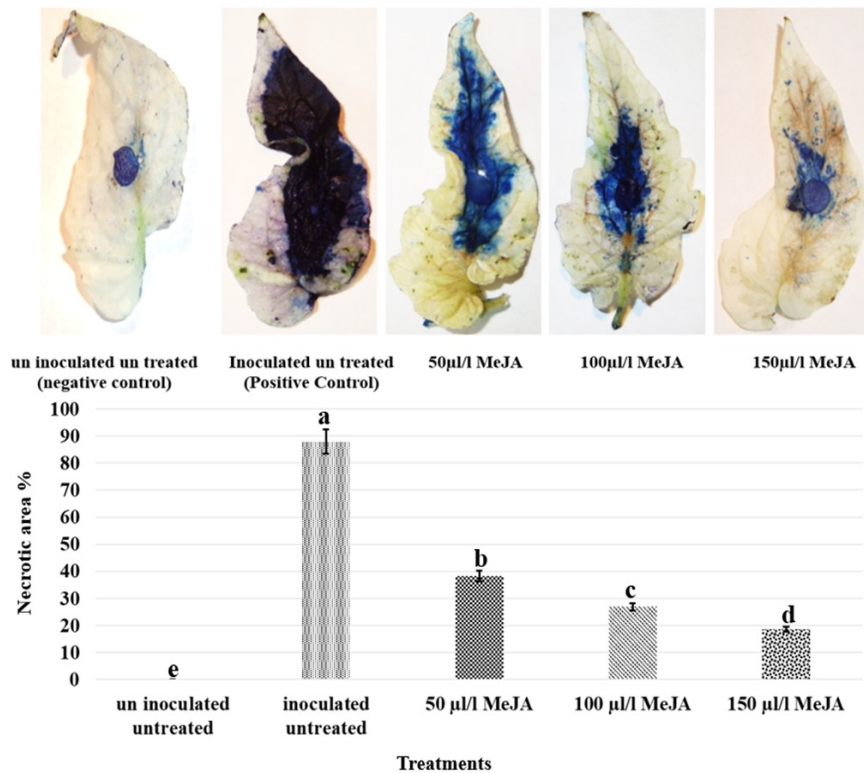 un inoculated un treated
(negative control)
Inoculated un treated
(Positive Control)
50µl/l MeJA
100µl/l MeJA
150µl/l MeJA
Necrotic area %
100
90
80
70
60
50
40
30
20
10
0
e
a
b
c
d
un inoculated
untreated
inoculated
untreated
50 µl/l MeJA
100 µl/l MeJA
150 µl/l MeJA
Treatments